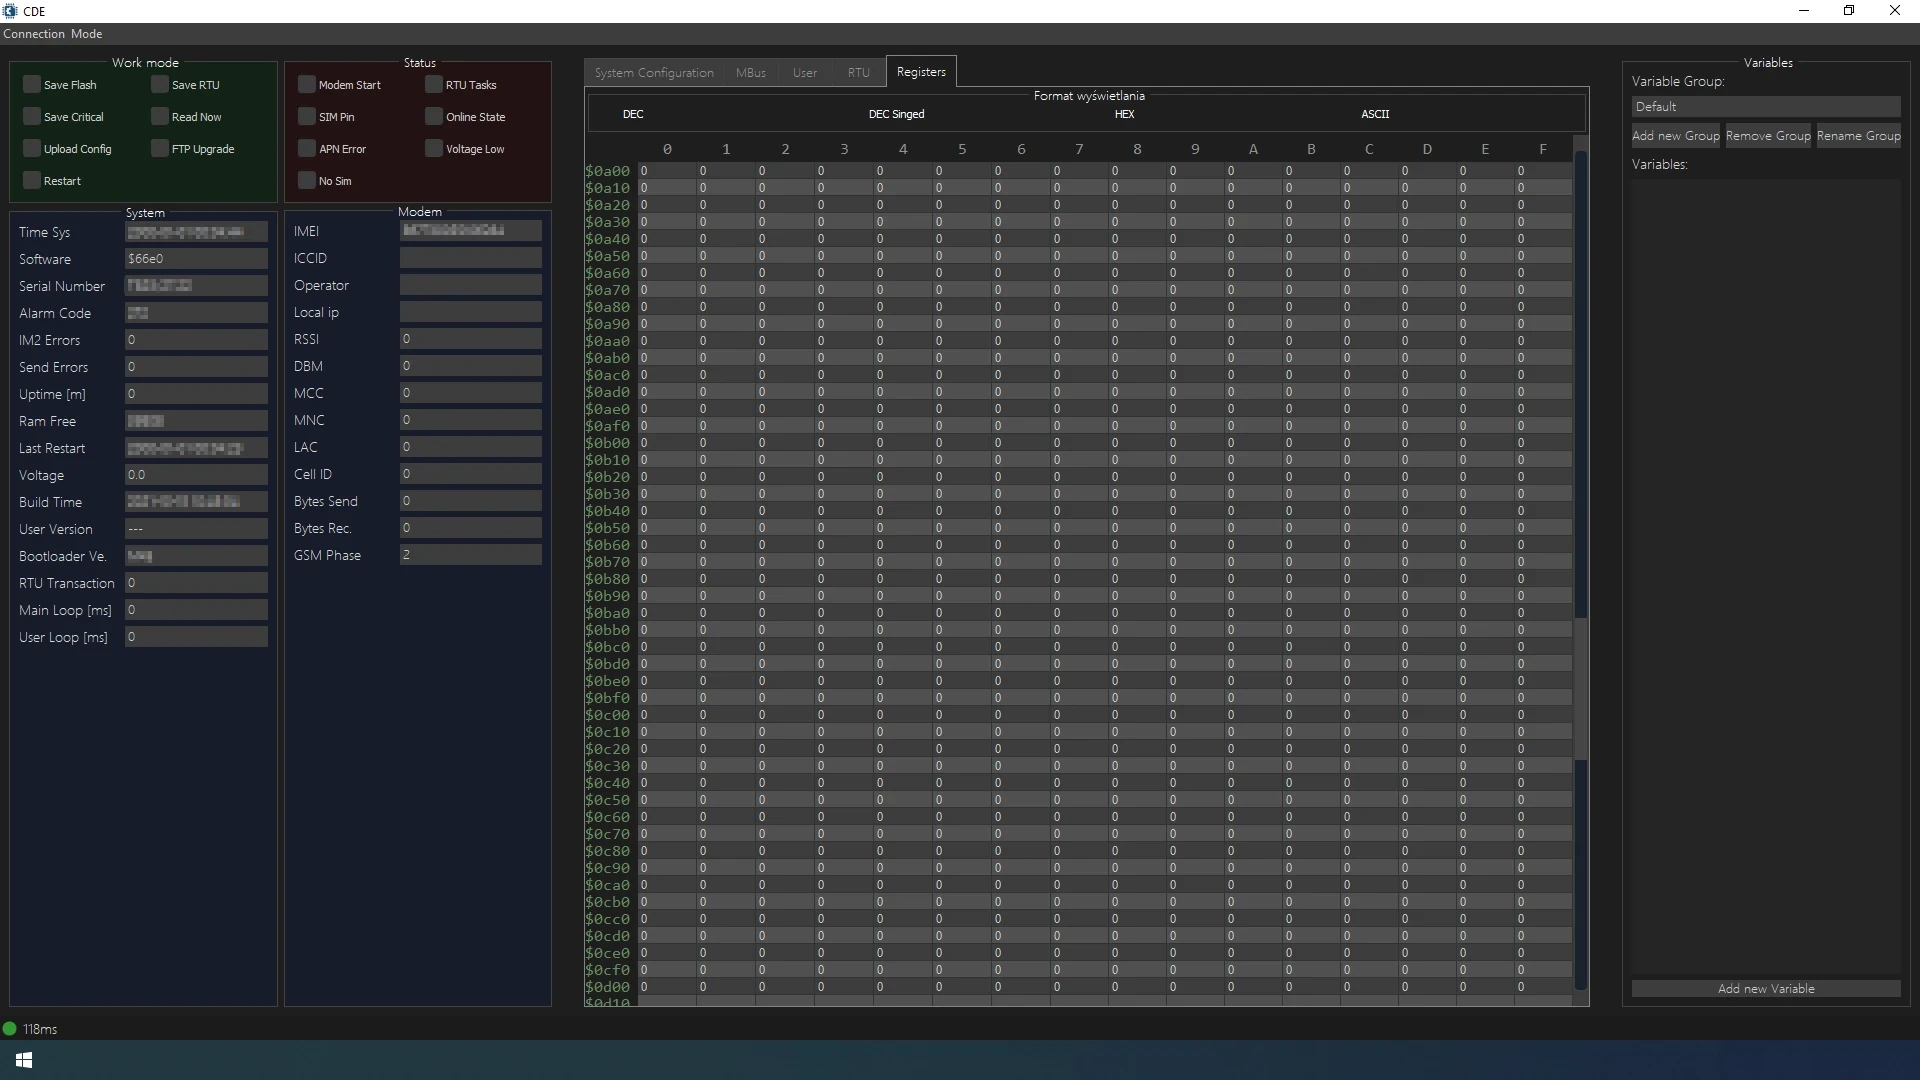 CDE
Connection Mode
Work mode
Save Flash Save RTU
Save Critical Read Now
Upload Config FTP Upgrade
Restart
Status
Modem Start RTU Tasks
SIM Pin Online State
APN Error Voltage Low
No Sim
System
Time Sys
Software $66e0
Serial Number
Alarm Code
IM2 Errors 0
Send Errors 0
Uptime [m] 0
Ram Free
Last Restart
Voltage 0.0
Build Time
User Version ---
Bootloader Ve.
RTU Transaction 0
Main Loop [ms] 0
User Loop [ms] 0
Modem
IMEI
ICCID
Operator
Local ip
RSSI 0
DBM 0
MCC 0
MNC 0
LAC 0
Cell ID 0
Bytes Send 0
Bytes Rec. 0
GSM Phase 2
System Configuration MBus User RTU Registers
Format wyświetlania
DEC DEC Singed HEX ASCII
0 1 2 3 4 5 6 7 8 9 A B C D E F
$0a00 0 0 0 0 0 0 0 0 0 0 0 0 0 0 0 0
$0a10 0 0 0 0 0 0 0 0 0 0 0 0 0 0 0 0
$0a20 0 0 0 0 0 0 0 0 0 0 0 0 0 0 0 0
$0a30 0 0 0 0 0 0 0 0 0 0 0 0 0 0 0 0
$0a40 0 0 0 0 0 0 0 0 0 0 0 0 0 0 0 0
$0a50 0 0 0 0 0 0 0 0 0 0 0 0 0 0 0 0
$0a60 0 0 0 0 0 0 0 0 0 0 0 0 0 0 0 0
$0a70 0 0 0 0 0 0 0 0 0 0 0 0 0 0 0 0
$0a80 0 0 0 0 0 0 0 0 0 0 0 0 0 0 0 0
$0a90 0 0 0 0 0 0 0 0 0 0 0 0 0 0 0 0
$0aa0 0 0 0 0 0 0 0 0 0 0 0 0 0 0 0 0
$0ab0 0 0 0 0 0 0 0 0 0 0 0 0 0 0 0 0
$0ac0 0 0 0 0 0 0 0 0 0 0 0 0 0 0 0 0
$0ad0 0 0 0 0 0 0 0 0 0 0 0 0 0 0 0 0
$0ae0 0 0 0 0 0 0 0 0 0 0 0 0 0 0 0 0
$0af0 0 0 0 0 0 0 0 0 0 0 0 0 0 0 0 0
$0b00 0 0 0 0 0 0 0 0 0 0 0 0 0 0 0 0
$0b10 0 0 0 0 0 0 0 0 0 0 0 0 0 0 0 0
$0b20 0 0 0 0 0 0 0 0 0 0 0 0 0 0 0 0
$0b30 0 0 0 0 0 0 0 0 0 0 0 0 0 0 0 0
$0b40 0 0 0 0 0 0 0 0 0 0 0 0 0 0 0 0
$0b50 0 0 0 0 0 0 0 0 0 0 0 0 0 0 0 0
$0b60 0 0 0 0 0 0 0 0 0 0 0 0 0 0 0 0
$0b70 0 0 0 0 0 0 0 0 0 0 0 0 0 0 0 0
$0b80 0 0 0 0 0 0 0 0 0 0 0 0 0 0 0 0
$0b90 0 0 0 0 0 0 0 0 0 0 0 0 0 0 0 0
$0ba0 0 0 0 0 0 0 0 0 0 0 0 0 0 0 0 0
$0bb0 0 0 0 0 0 0 0 0 0 0 0 0 0 0 0 0
$0bc0 0 0 0 0 0 0 0 0 0 0 0 0 0 0 0 0
$0bd0 0 0 0 0 0 0 0 0 0 0 0 0 0 0 0 0
$0be0 0 0 0 0 0 0 0 0 0 0 0 0 0 0 0 0
$0bf0 0 0 0 0 0 0 0 0 0 0 0 0 0 0 0 0
$0c00 0 0 0 0 0 0 0 0 0 0 0 0 0 0 0 0
$0c10 0 0 0 0 0 0 0 0 0 0 0 0 0 0 0 0
$0c20 0 0 0 0 0 0 0 0 0 0 0 0 0 0 0 0
$0c30 0 0 0 0 0 0 0 0 0 0 0 0 0 0 0 0
$0c40 0 0 0 0 0 0 0 0 0 0 0 0 0 0 0 0
$0c50 0 0 0 0 0 0 0 0 0 0 0 0 0 0 0 0
$0c60 0 0 0 0 0 0 0 0 0 0 0 0 0 0 0 0
$0c70 0 0 0 0 0 0 0 0 0 0 0 0 0 0 0 0
$0c80 0 0 0 0 0 0 0 0 0 0 0 0 0 0 0 0
$0c90 0 0 0 0 0 0 0 0 0 0 0 0 0 0 0 0
$0ca0 0 0 0 0 0 0 0 0 0 0 0 0 0 0 0 0
$0cb0 0 0 0 0 0 0 0 0 0 0 0 0 0 0 0 0
$0cc0 0 0 0 0 0 0 0 0 0 0 0 0 0 0 0 0
$0cd0 0 0 0 0 0 0 0 0 0 0 0 0 0 0 0 0
$0ce0 0 0 0 0 0 0 0 0 0 0 0 0 0 0 0 0
$0cf0 0 0 0 0 0 0 0 0 0 0 0 0 0 0 0 0
$0d00 0 0 0 0 0 0 0 0 0 0 0 0 0 0 0 0
$0d10
Variables
Variable Group:
Default
Add new Group Remove Group Rename Group
Variables:
Add new Variable
118ms